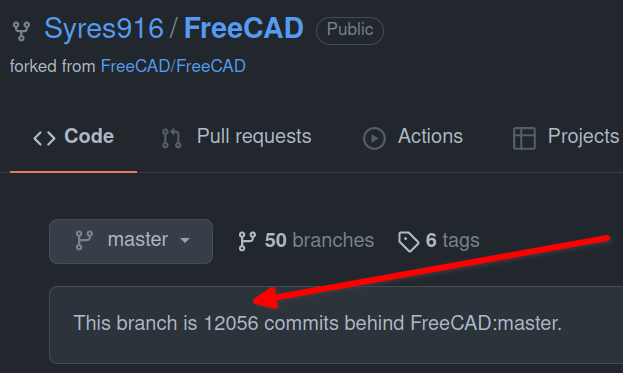 Syres916 / FreeCAD Public
forked from FreeCAD/FreeCAD
Code Pull requests Actions Projects
master 50 branches 6 tags
This branch is 12056 commits behind FreeCAD:master.